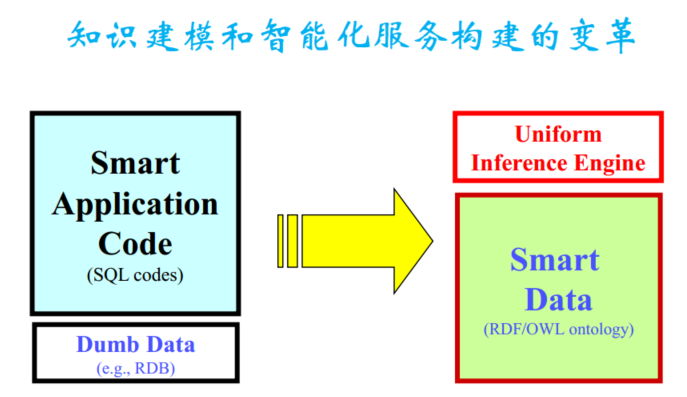 知识建模和智能化服务构建的变革
Smart
Application
Code
(SQL codes)
Dumb Data
(e.g., RDB)
Uniform
Inference Engine
Smart
Data
(RDF/OWL ontology)